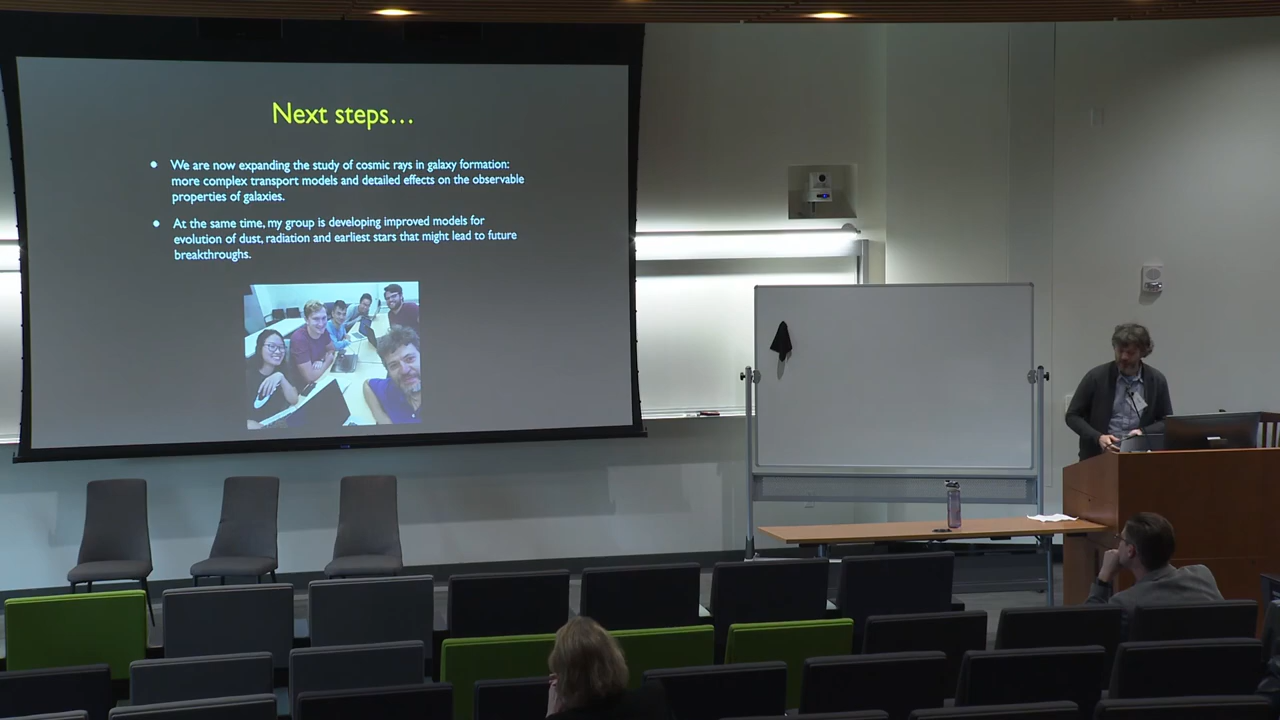 Next steps…
• We are now expanding the study of cosmic rays in galaxy formation:
more complex transport models and detailed effects on the observable
properties of galaxies.
• At the same time, my group is developing improved models for
evolution of dust, radiation and earliest stars that might lead to future
breakthroughs.